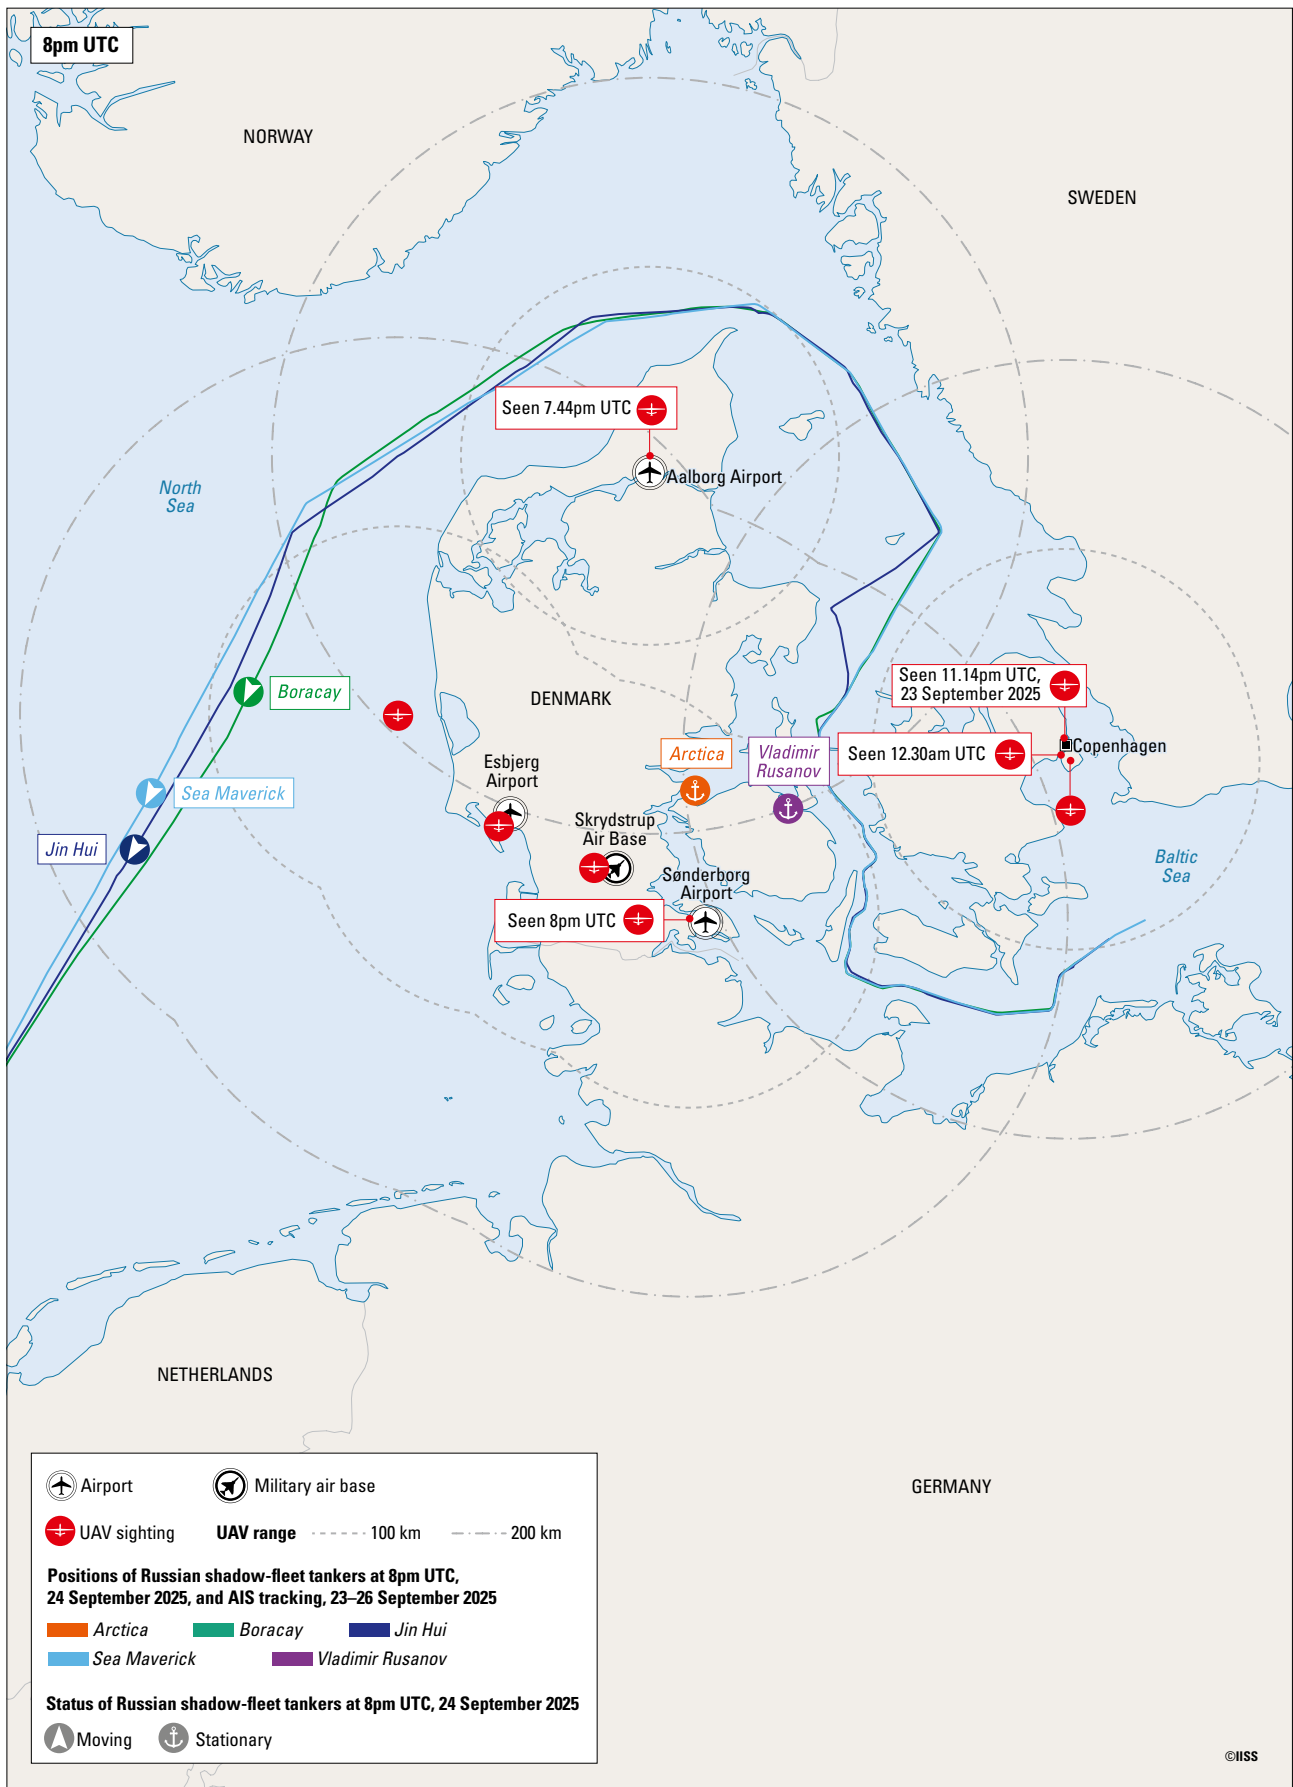 8pm UTC
NORWAY
SWEDEN
Seen 7.44pm UTC
Aalborg Airport
North
Sea
Seen 11.14pm UTC,
23 September 2025
Boracay
DENMARK
Arctica
Vladimir
Rusanov
Seen 12.30am UTC
Copenhagen
Esbjerg
Airport
Sea Maverick
Skrydstrup
Air Base
Jin Hui
Baltic
Sea
Sønderborg
Airport
Seen 8pm UTC
NETHERLANDS
GERMANY
Airport
Military air base
UAV sighting
UAV range
100 km
200 km
Positions of Russian shadow-fleet tankers at 8pm UTC,
24 September 2025, and AIS tracking, 23–26 September 2025
Arctica
Boracay
Jin Hui
Sea Maverick
Vladimir Rusanov
Status of Russian shadow-fleet tankers at 8pm UTC, 24 September 2025
Moving
Stationary
©IISS